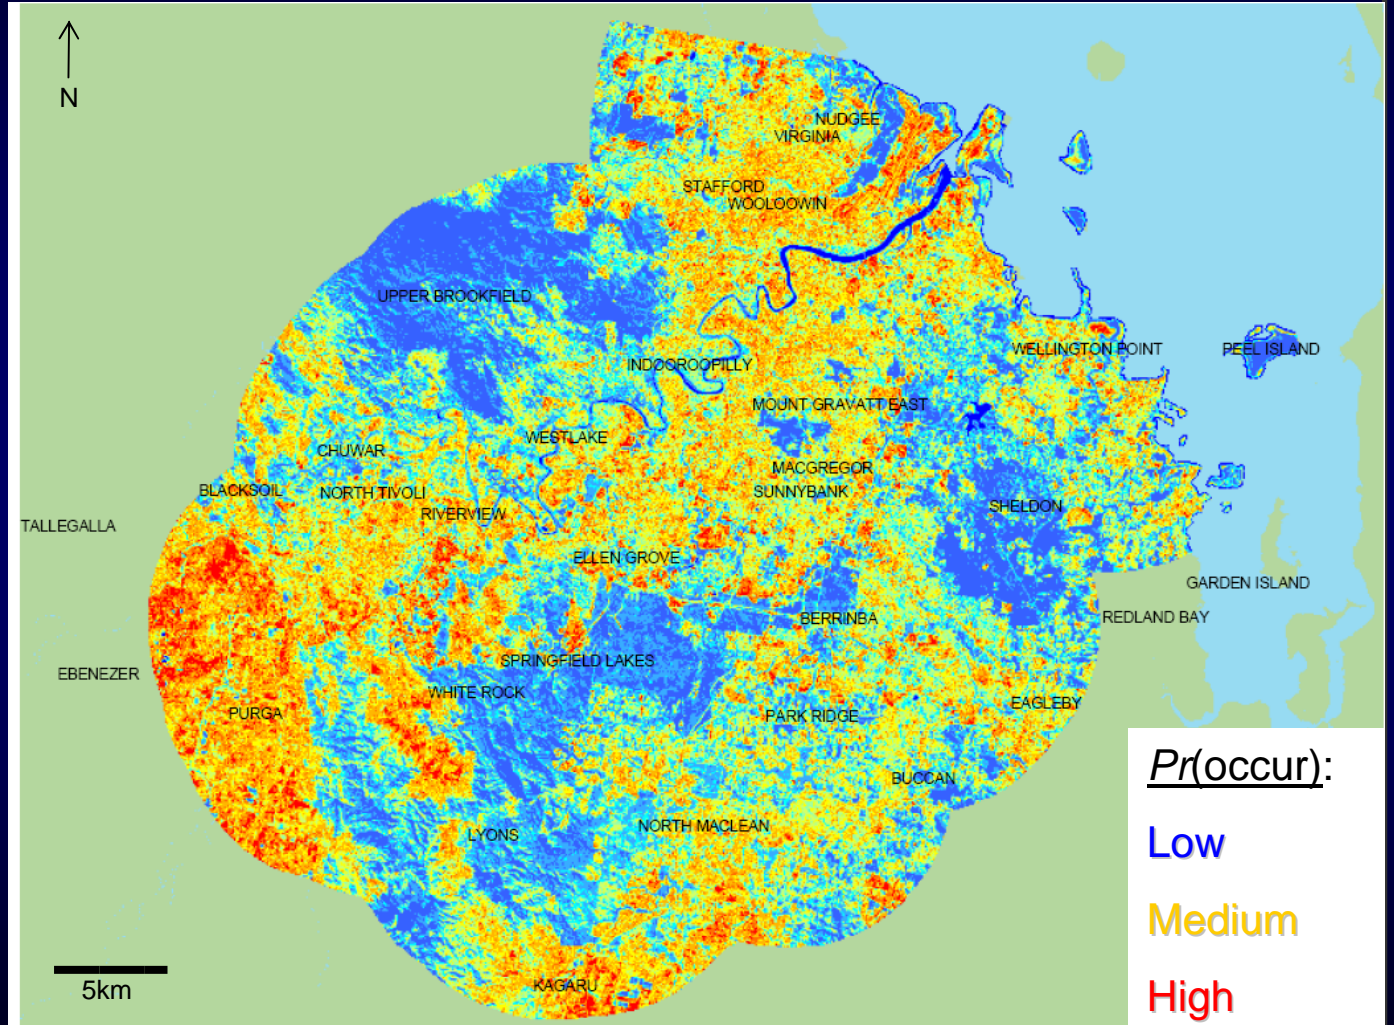 N
NUDGEE
VIRGINIA
STAFFORD
WOOLOOWIN
UPPER BROOKFIELD
WELLINGTON POINT
PEEL ISLAND
INDOOROOPILLY
MOUNT GRAVATT EAST
WESTLAKE
CHUWAR
MACGREGOR
BLACKSOIL
NORTH TIVOLI
SUNNYBANK
RIVERVIEW
SHELDON
TALLEGALLA
ELLEN GROVE
GARDEN ISLAND
BERRINBA
REDLAND BAY
SPRINGFIELD LAKES
EBENEZER
WHITE ROCK
EAGLEBY
PURGA
PARK RIDGE
BUCCAN
NORTH MACLEAN
LYONS
KAGARU
5km
Pr(occur):
Low
Medium
High